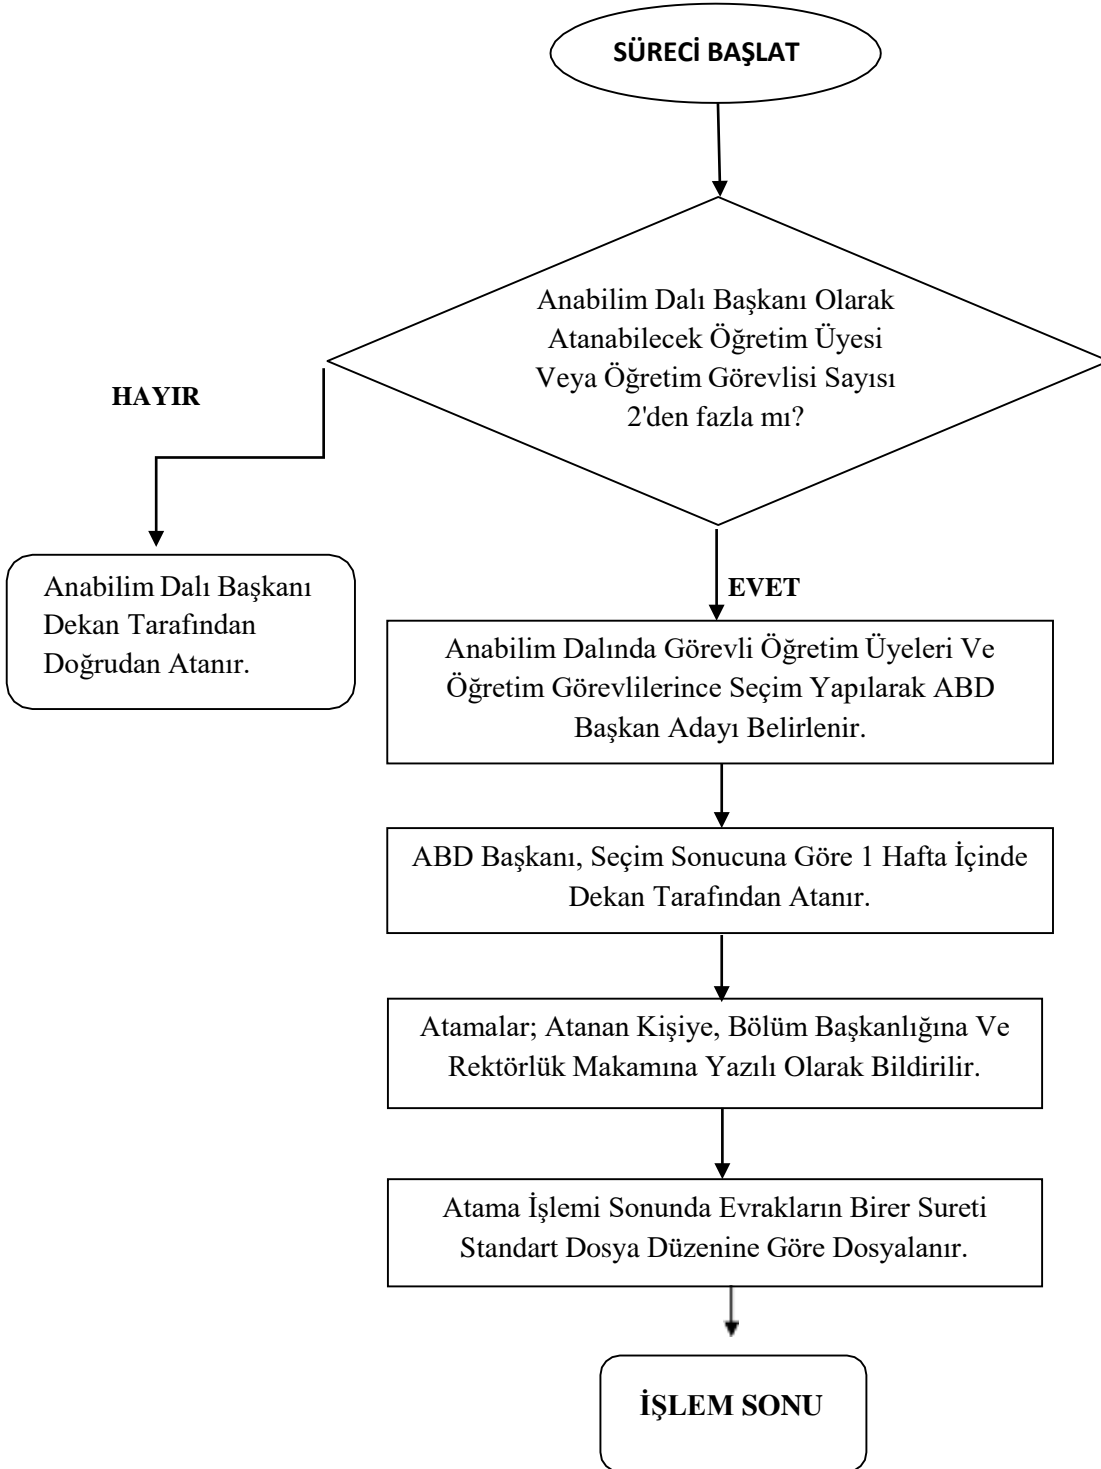 SÜRECİ BAŞLAT
Anabilim Dalı Başkanı Olarak
Atanabilecek Öğretim Üyesi
Veya Öğretim Görevlisi Sayısı
2'den fazla mı?
HAYIR
Anabilim Dalı Başkanı
Dekan Tarafından
Doğrudan Atanır.
EVET
Anabilim Dalında Görevli Öğretim Üyeleri Ve
Öğretim Görevlilerince Seçim Yapılarak ABD
Başkan Adayı Belirlenir.
ABD Başkanı, Seçim Sonucuna Göre 1 Hafta İçinde
Dekan Tarafından Atanır.
Atamalar; Atanan Kişiye, Bölüm Başkanlığına Ve
Rektörlük Makamına Yazılı Olarak Bildirilir.
Atama İşlemi Sonunda Evrakların Birer Sureti
Standart Dosya Düzenine Göre Dosyalanır.
İŞLEM SONU